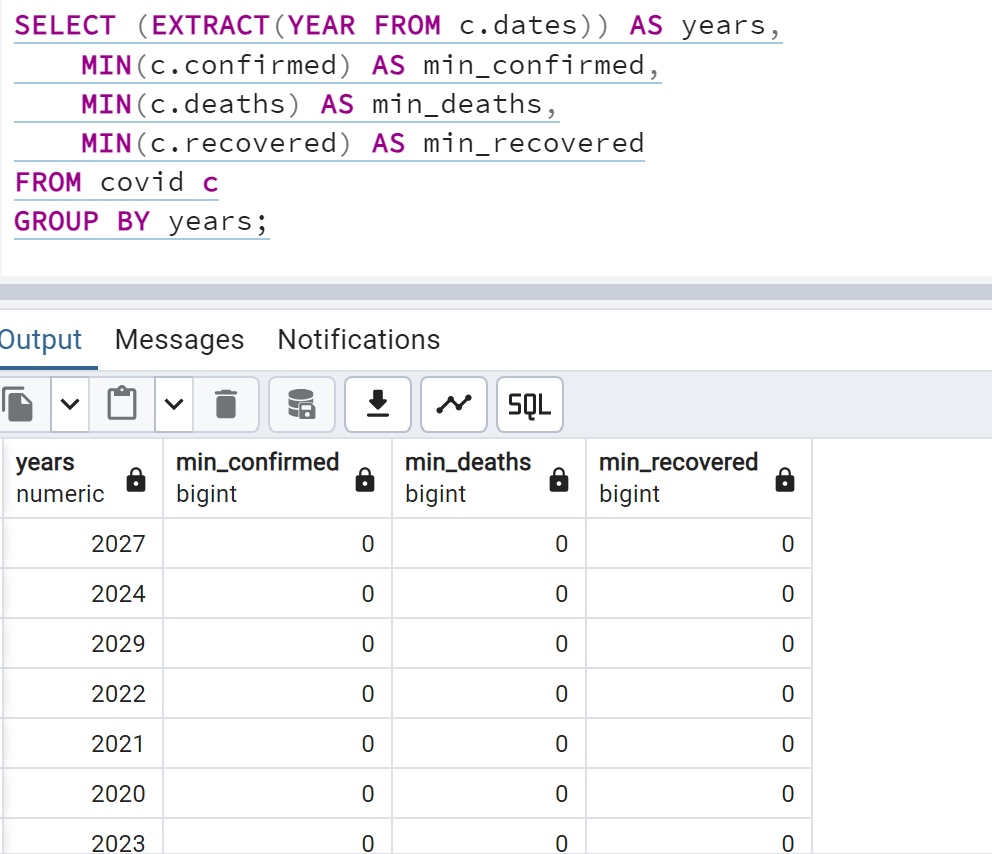 SELECT (EXTRACT(YEAR FROM c.dates)) AS years,
MIN(c.confirmed) AS min_confirmed,
MIN(c.deaths) AS min_deaths,
MIN(c.recovered) AS min_recovered
FROM covid c
GROUP BY years;
Output Messages Notifications
SQL
years min_confirmed min_deaths min_recovered
numeric bigint bigint bigint
2027 0 0 0
2024 0 0 0
2029 0 0 0
2022 0 0 0
2021 0 0 0
2020 0 0 0
2023 0 0 0